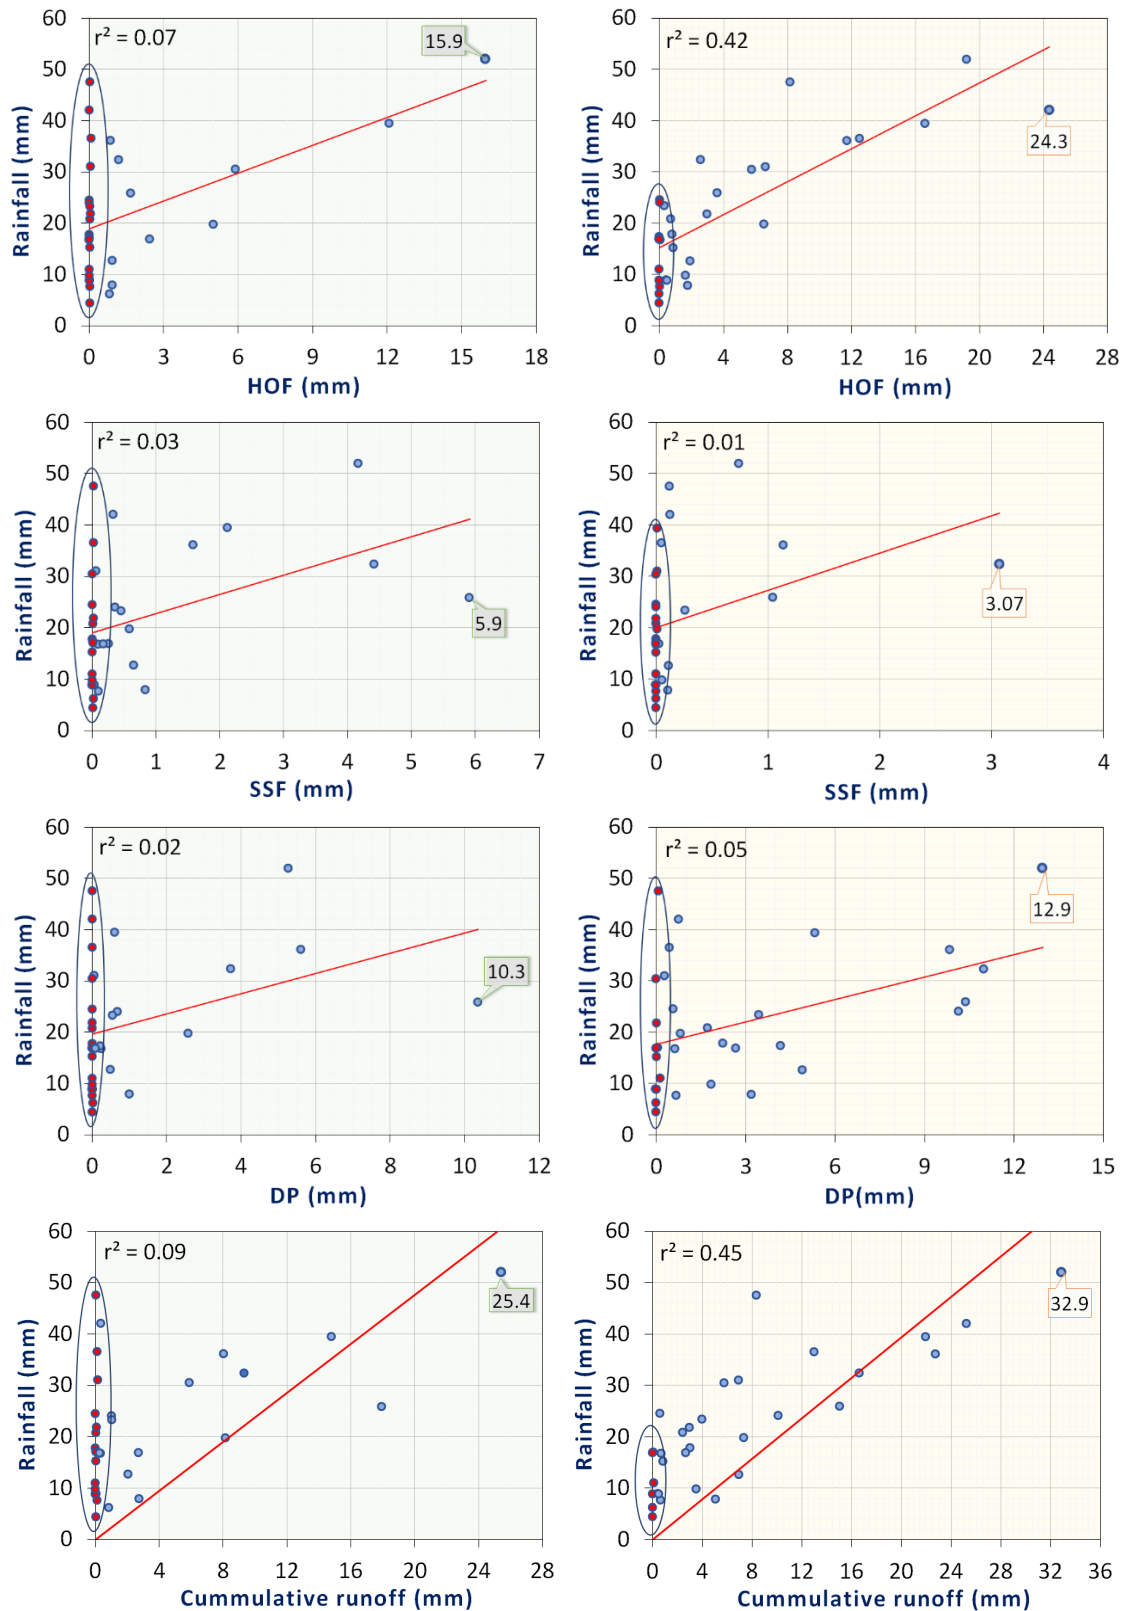 r² = 0.07
15.9
60
50
40
30
20
10
0
Rainfall (mm)
0 3 6 9 12 15 18
HOF (mm)
r² = 0.42
24.3
60
50
40
30
20
10
0
Rainfall (mm)
0 4 8 12 16 20 24 28
HOF (mm)
r² = 0.03
5.9
60
50
40
30
20
10
0
Rainfall (mm)
0 1 2 3 4 5 6 7
SSF (mm)
r² = 0.01
3.07
60
50
40
30
20
10
0
Rainfall (mm)
0 1 2 3 4
SSF (mm)
r² = 0.02
10.3
60
50
40
30
20
10
0
Rainfall (mm)
0 2 4 6 8 10 12
DP (mm)
r² = 0.05
12.9
60
50
40
30
20
10
0
Rainfall (mm)
0 3 6 9 12 15
DP(mm)
r² = 0.09
25.4
60
50
40
30
20
10
0
Rainfall (mm)
0 4 8 12 16 20 24 28
Cummulative runoff (mm)
r² = 0.45
32.9
60
50
40
30
20
10
0
Rainfall (mm)
0 4 8 12 16 20 24 28 32 36
Cummulative runoff (mm)